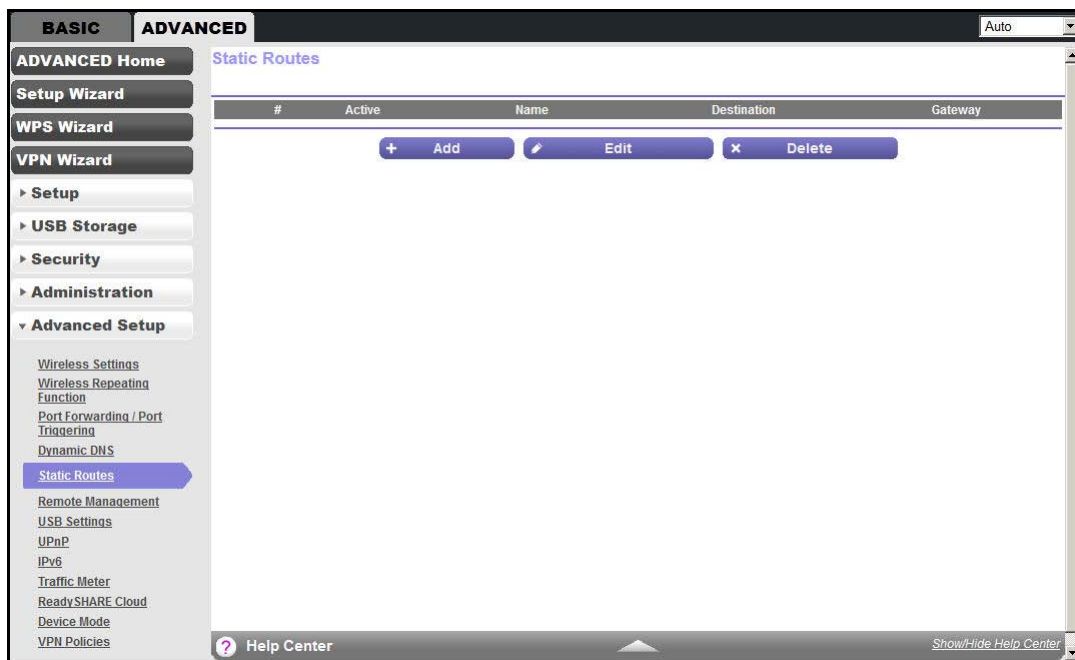 BASIC ADVANCED Auto
ADVANCED Home
Setup Wizard
WPS Wizard
VPN Wizard
Setup
USB Storage
Security
Administration
Advanced Setup
Wireless Settings
Wireless Repeating
Function
Port Forwarding / Port
Triggering
Dynamic DNS
Static Routes
Remote Management
USB Settings
UPnP
IPv6
Traffic Meter
ReadySHARE Cloud
Device Mode
VPN Policies
Static Routes
# Active Name Destination Gateway
+ Add Edit × Delete
? Help Center Show/Hide Help Center